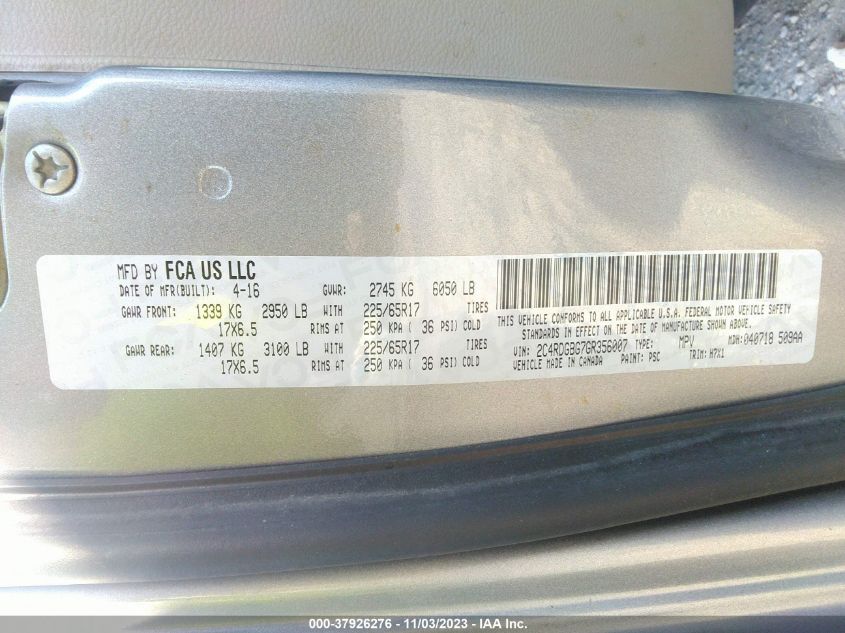 MFD BY FCA US LLC
DATE OF MFR(BUILT): 4-16 GVWR: 2745 KG 6050 LB
GAWR FRONT: 1339 KG 2950 LB WITH 225/65R17 TIRES
17X6.5 RIMS AT 250 KPA ( 36 PSI) COLD
GAWR REAR: 1407 KG 3100 LB WITH 225/65R17 TIRES
17X6.5 RIMS AT 250 KPA ( 36 PSI) COLD
THIS VEHICLE CONFORMS TO ALL APPLICABLE U.S.A. FEDERAL MOTOR VEHICLE SAFETY
STANDARDS IN EFFECT ON THE DATE OF MANUFACTURE SHOWN ABOVE.
VIN: 2C4RDGBG7GR356007 TYPE: MPV MDH: 040718 509AA
VEHICLE MADE IN CANADA PAINT: PSC TRIM: H7X1
000-37926276 - 11/03/2023 - IAA Inc.